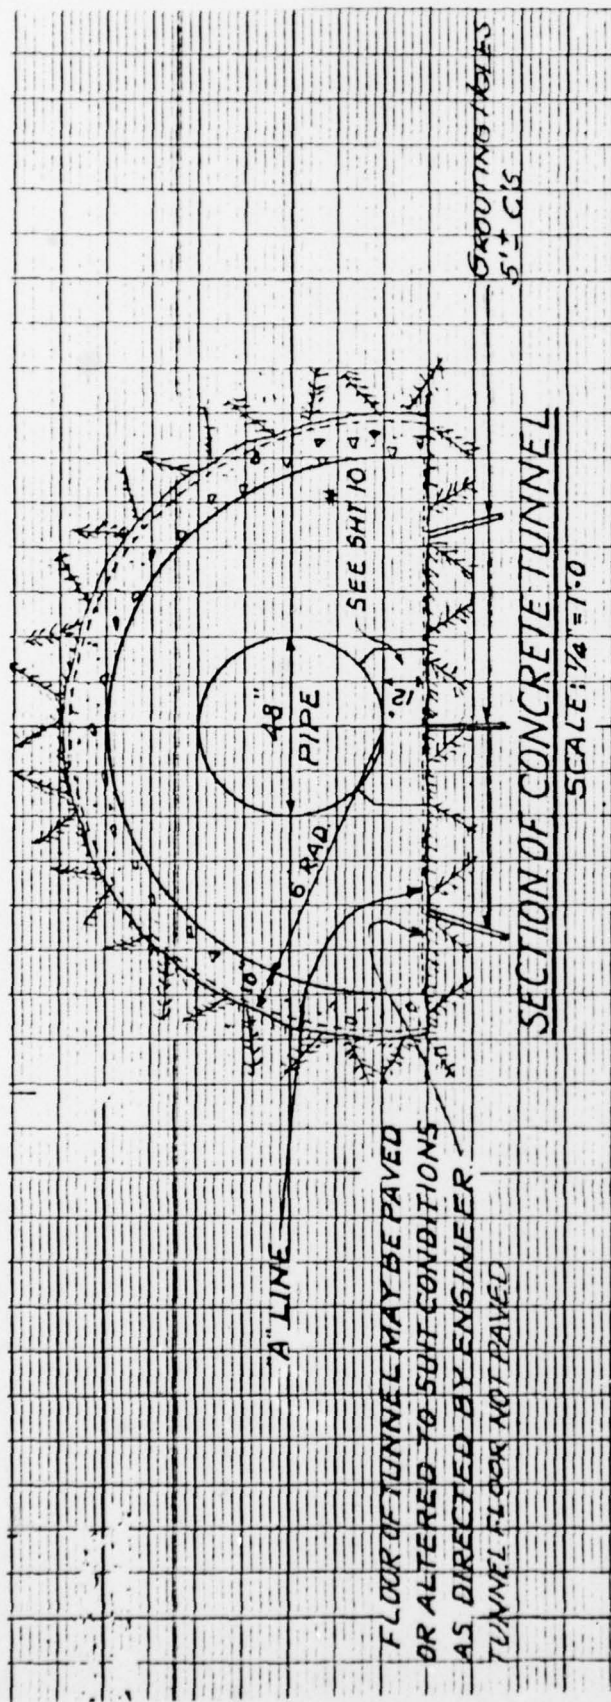 GROUTING HOLES
5'± C'S
SEE SHT 10
12"
48"
PIPE
6' RAD.
10"
"A" LINE
FLOOR OF TUNNEL MAY BE PAVED
OR ALTERED TO SUIT CONDITIONS
AS DIRECTED BY ENGINEER
TUNNEL FLOOR NOT PAVED
SECTION OF CONCRETE TUNNEL
SCALE: 1/4"=1'-0